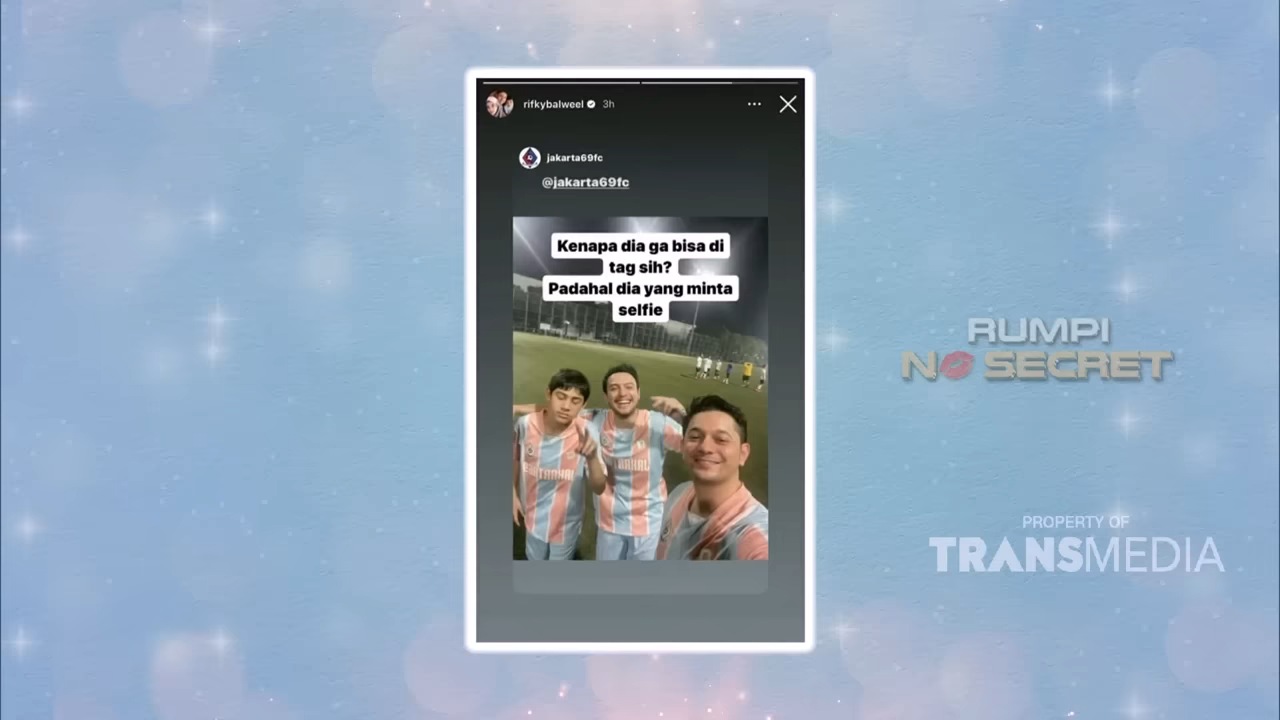 rifkybalweel 3h
jakarta69fc
@jakarta69fc
Kenapa dia ga bisa di
tag sih?
Padahal dia yang minta
selfie
RUMPI
NO SECRET
PROPERTY OF
TRANSMEDIA